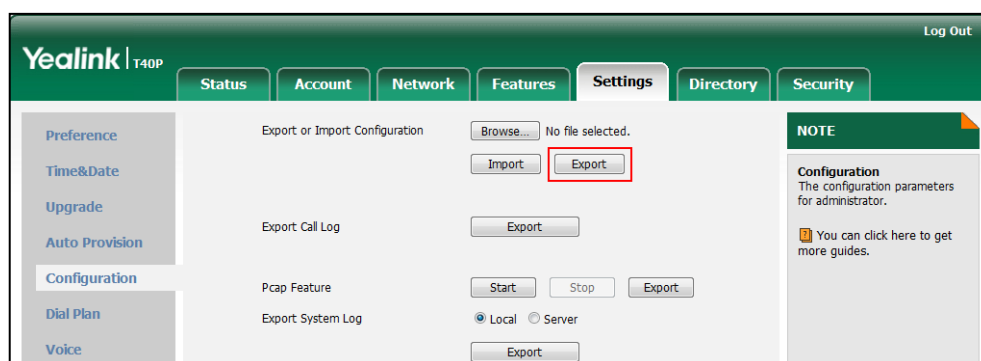 Log Out
Yealink | T40P
Status Account Network Features Settings Directory Security
Preference
Time&Date
Upgrade
Auto Provision
Configuration
Dial Plan
Voice
Export or Import Configuration Browse... No file selected.
Import Export
Export Call Log Export
Pcap Feature Start Stop Export
Export System Log Local Server
Export
NOTE
Configuration
The configuration parameters
for administrator.
You can click here to get
more guides.